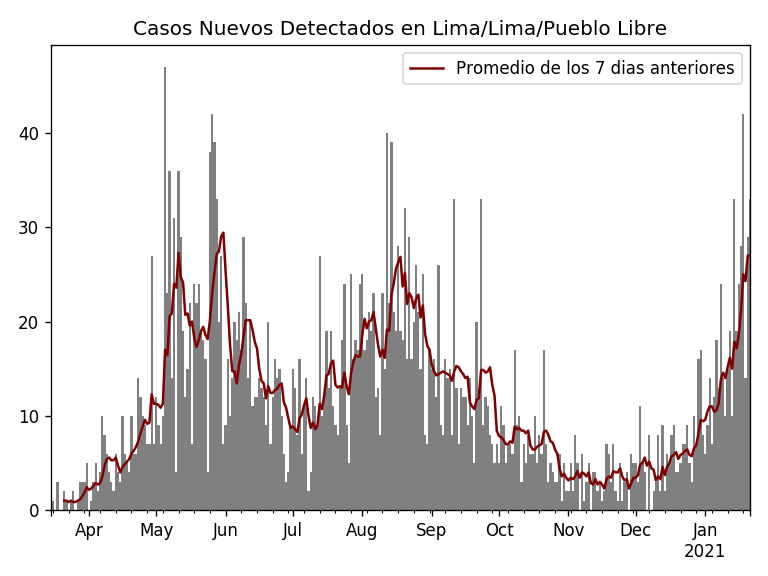 Casos Nuevos Detectados en Lima/Lima/Pueblo Libre
Promedio de los 7 dias anteriores
40
30
20
10
0
Apr May Jun Jul Aug Sep Oct Nov Dec Jan
2021